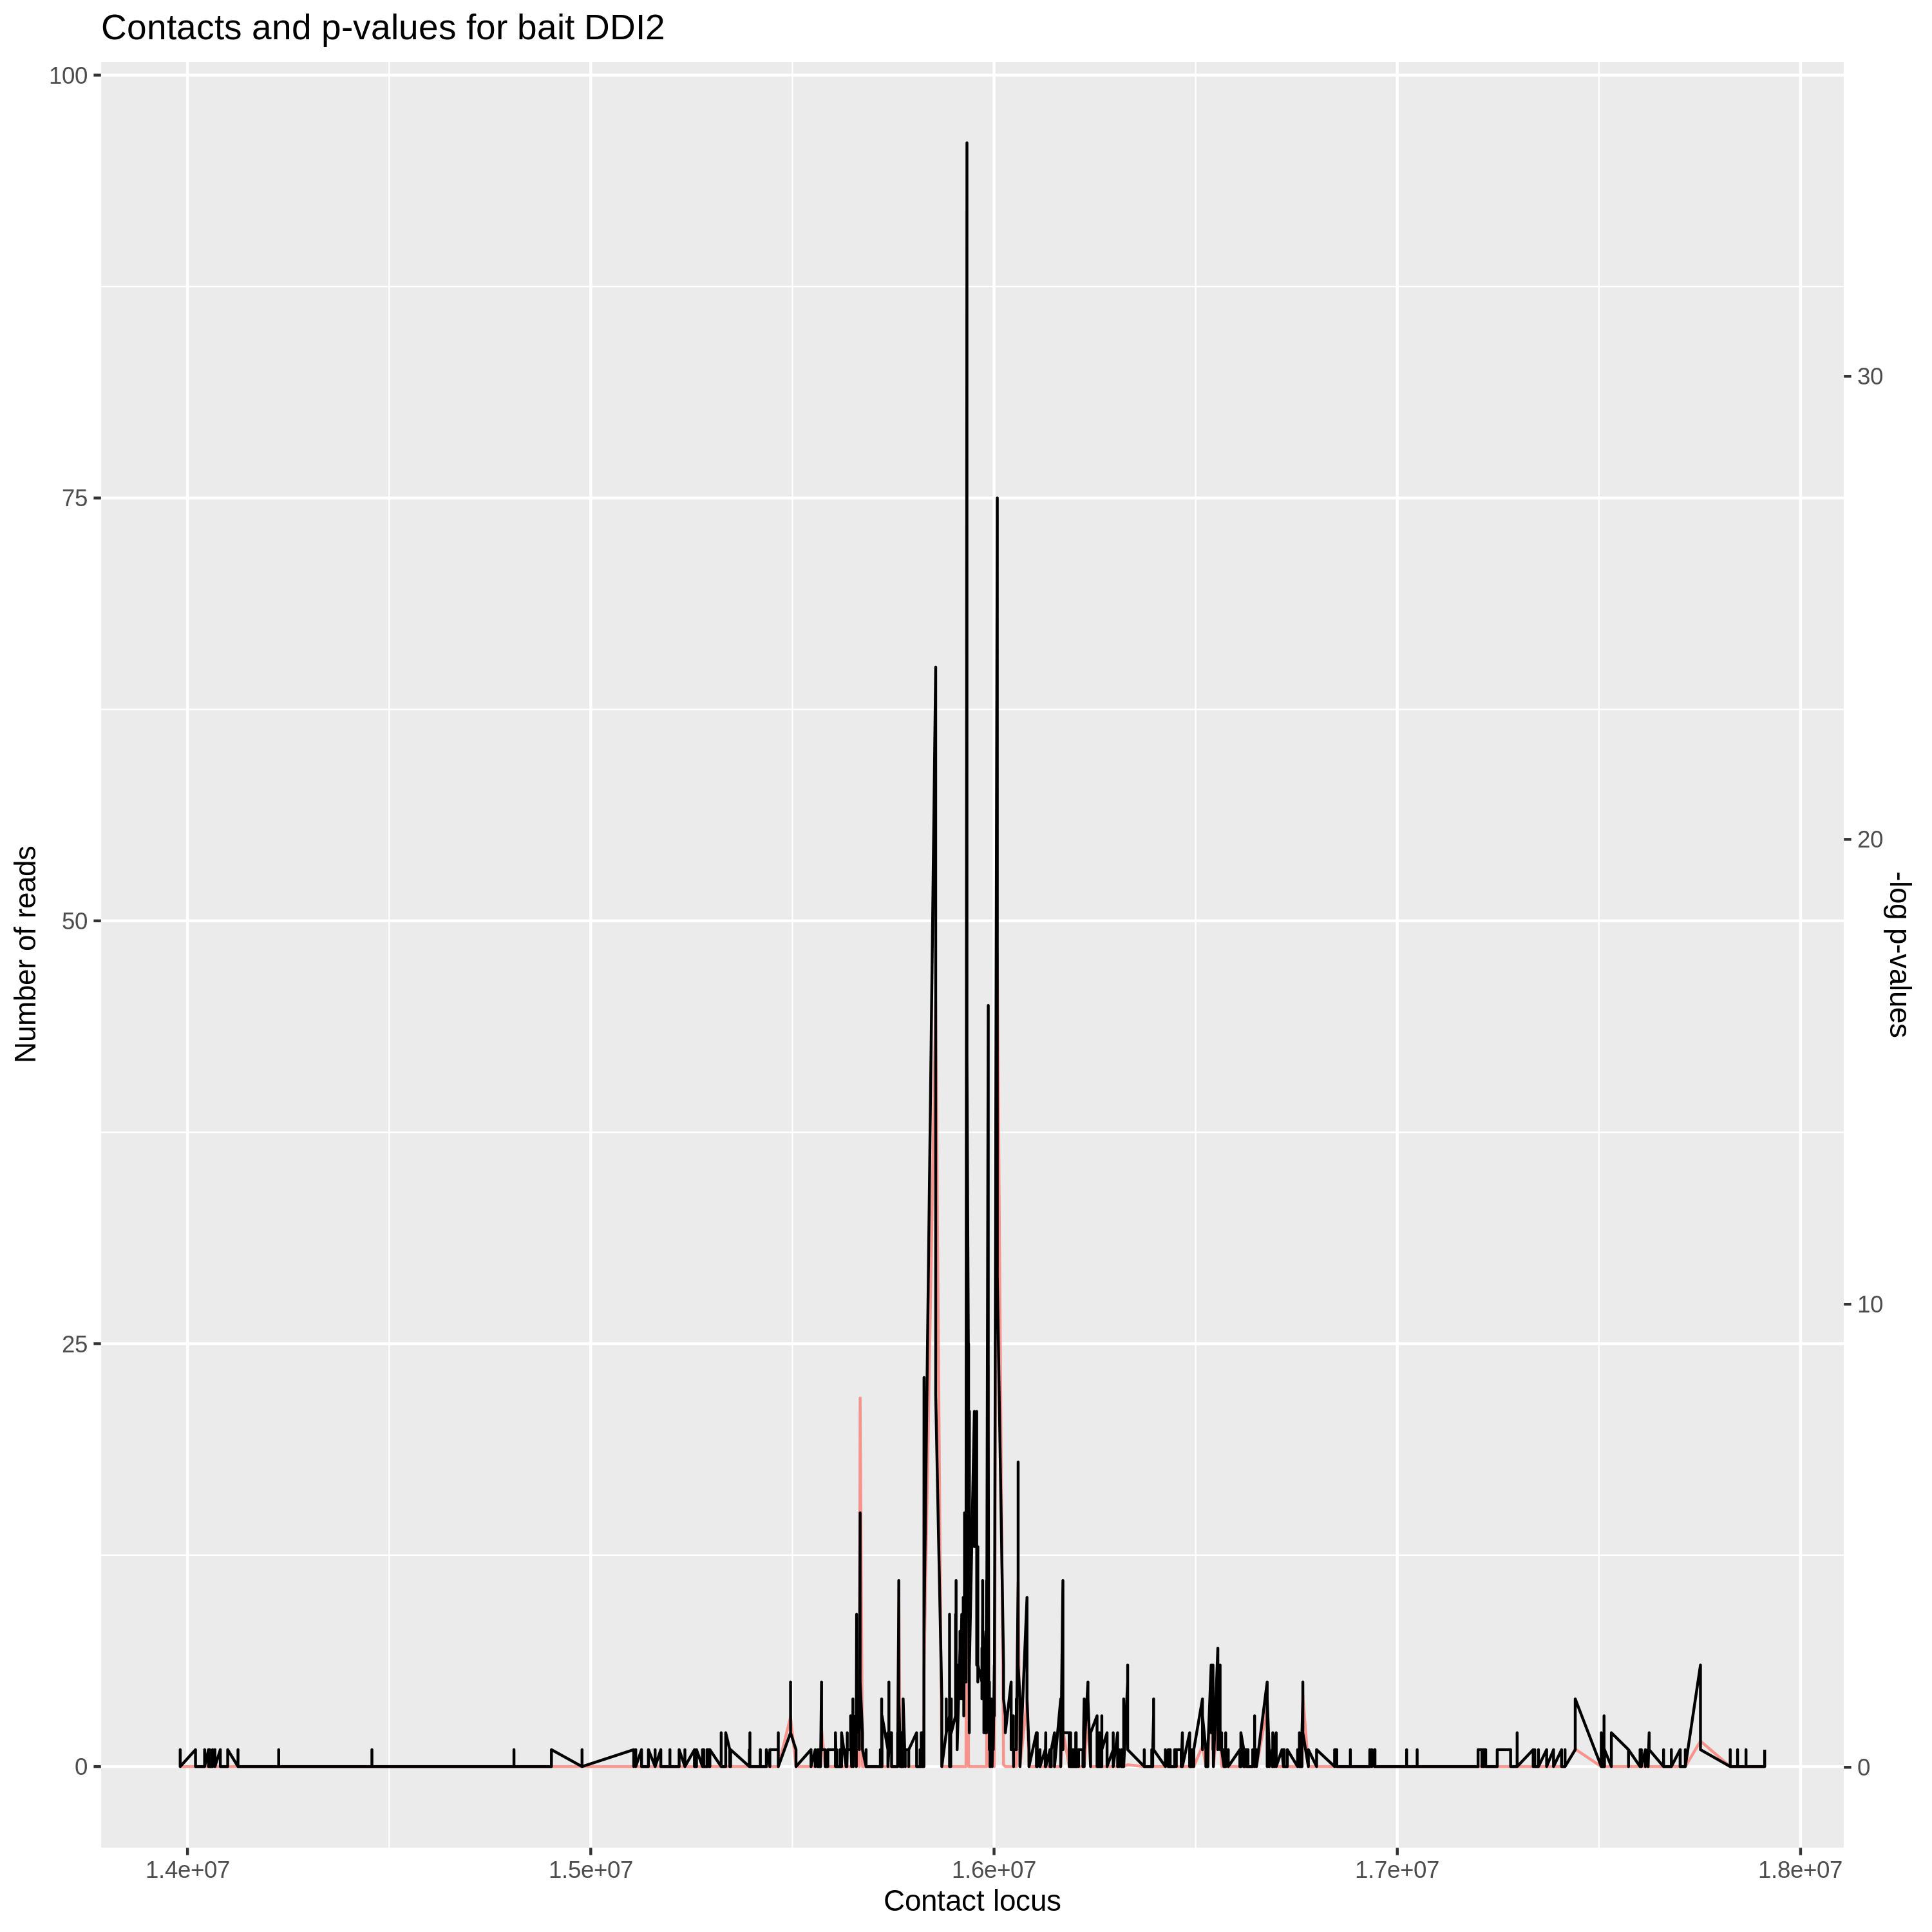 Contacts and p-values for bait DDI2
100
75
50
25
0
Number of reads
30
20
10
0
-log p-values
1.4e+07
1.5e+07
1.6e+07
1.7e+07
1.8e+07
Contact locus